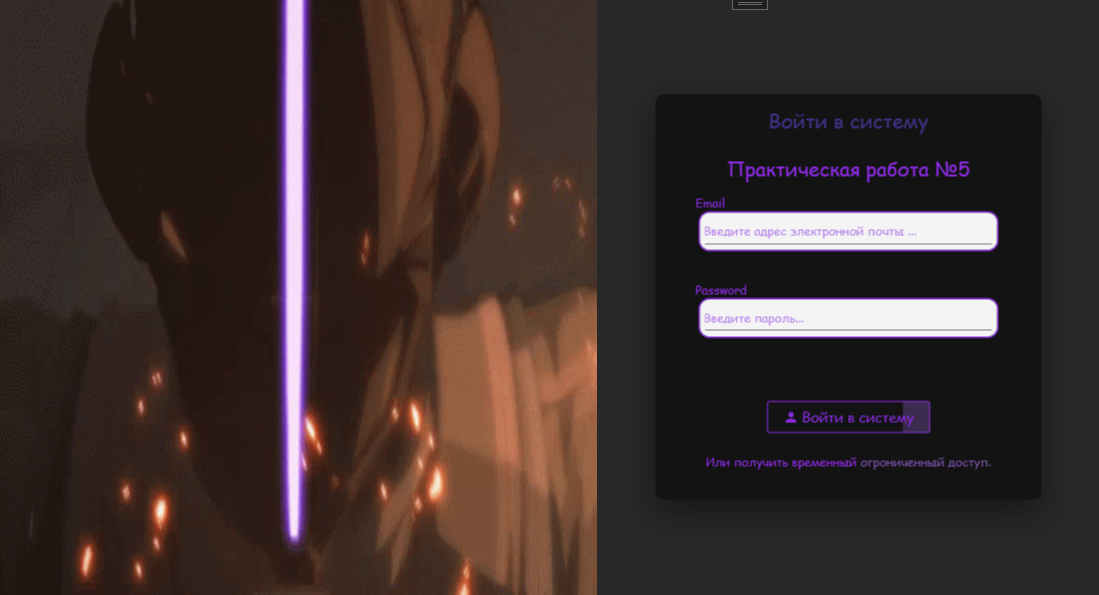 Войти в систему
Практическая работа №5
Email
Введите адрес электронной почты ...
Password
Введите пароль...
Войти в систему
Или получить временный ограниченный доступ.